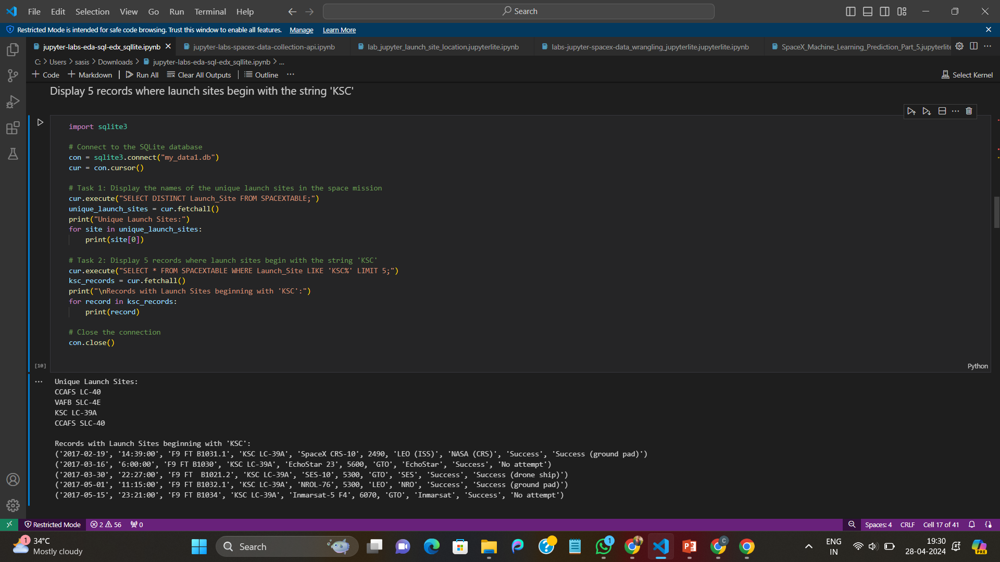 File Edit Selection View Go Run Terminal Help Search
Restricted Mode is intended for safe code browsing. Trust this window to enable all features. Manage Learn More
jupyter-labs-eda-sql-edx_sqllite.ipynb jupyter-labs-spacex-data-collection-api.ipynb lab_jupyter_launch_site_location.jupyterlite.ipynb labs-jupyter-spacex-data_wrangling_jupyterlite.jupyterlite.ipynb SpaceX_Machine_Learning_Prediction_Part_5.jupyterlite
C: > Users > sasis > Downloads > jupyter-labs-eda-sql-edx_sqllite.ipynb > ...
+ Code + Markdown | Run All Clear All Outputs | Outline ... Select Kernel
Display 5 records where launch sites begin with the string 'KSC'
import sqlite3
# Connect to the SQLite database
con = sqlite3.connect("my_data1.db")
cur = con.cursor()
# Task 1: Display the names of the unique launch sites in the space mission
cur.execute("SELECT DISTINCT Launch_Site FROM SPACEXTABLE;")
unique_launch_sites = cur.fetchall()
print("Unique Launch Sites:")
for site in unique_launch_sites:
    print(site[0])
# Task 2: Display 5 records where launch sites begin with the string 'KSC'
cur.execute("SELECT * FROM SPACEXTABLE WHERE Launch_Site LIKE 'KSC%' LIMIT 5;")
ksc_records = cur.fetchall()
print("\nRecords with Launch Sites beginning with 'KSC':")
for record in ksc_records:
    print(record)
# Close the connection
con.close()
[10] Python
Unique Launch Sites:
CCAFS LC-40
VAFB SLC-4E
KSC LC-39A
CCAFS SLC-40
Records with Launch Sites beginning with 'KSC':
('2017-02-19', '14:39:00', 'F9 FT B1031.1', 'KSC LC-39A', 'SpaceX CRS-10', 2490, 'LEO (ISS)', 'NASA (CRS)', 'Success', 'Success (ground pad)')
('2017-03-16', '6:00:00', 'F9 FT B1030', 'KSC LC-39A', 'EchoStar 23', 5600, 'GTO', 'EchoStar', 'Success', 'No attempt')
('2017-03-30', '22:27:00', 'F9 FT  B1021.2', 'KSC LC-39A', 'SES-10', 5300, 'GTO', 'SES', 'Success', 'Success (drone ship)')
('2017-05-01', '11:15:00', 'F9 FT B1032.1', 'KSC LC-39A', 'NROL-76', 5300, 'LEO', 'NRO', 'Success', 'Success (ground pad)')
('2017-05-15', '23:21:00', 'F9 FT B1034', 'KSC LC-39A', 'Inmarsat-5 F4', 6070, 'GTO', 'Inmarsat', 'Success', 'No attempt')
Restricted Mode 2 56 0 Spaces: 4 CRLF Cell 17 of 41
1 34°C Search 1 C ENG 19:30 PRE
Mostly cloudy IN 28-04-2024